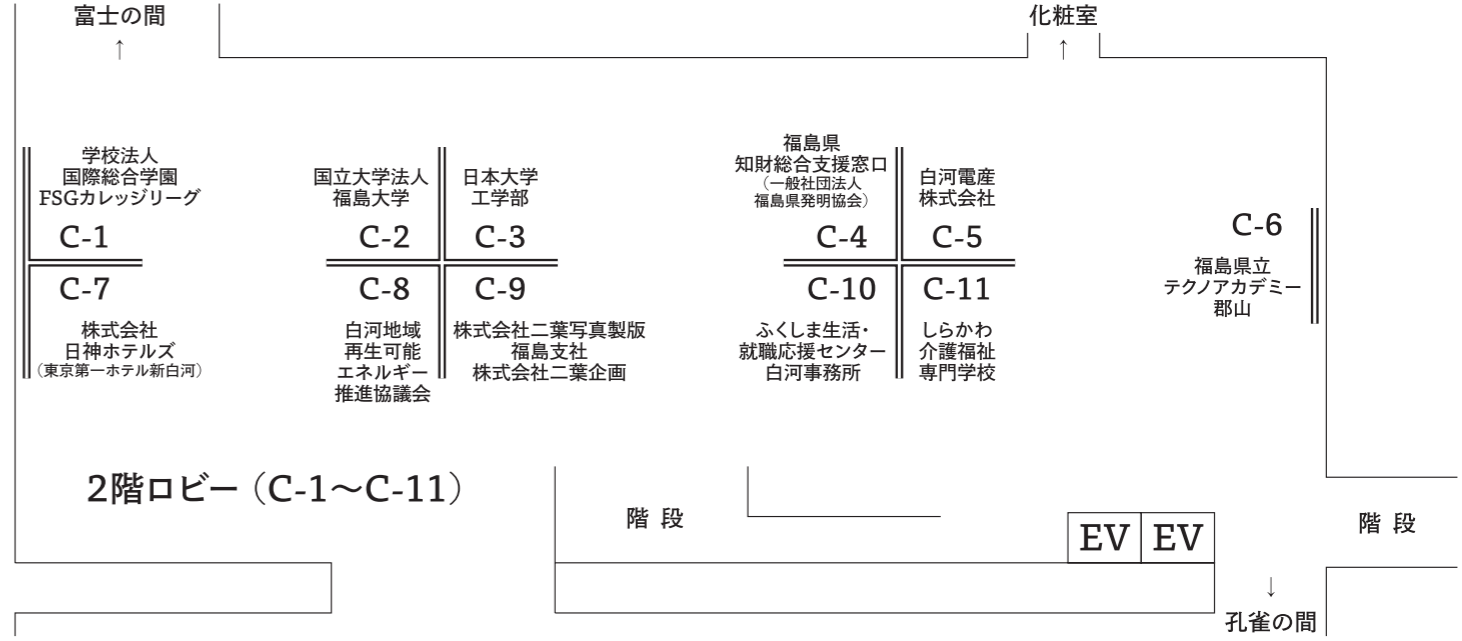 富士の間
↑
化粧室
↑
学校法人
国際総合学園
FSGカレッジリーグ
C-1
国立大学法人
福島大学
C-2
日本大学
工学部
C-3
福島県
知財総合支援窓口
（一般社団法人
福島県発明協会）
C-4
白河電産
株式会社
C-5
C-6
福島県立
テクノアカデミー
郡山
C-7
株式会社
日神ホテルズ
（東京第一ホテル新白河）
C-8
白河地域
再生可能
エネルギー
推進協議会
C-9
株式会社二葉写真製版
福島支社
株式会社二葉企画
C-10
ふくしま生活・
就職応援センター
白河事務所
C-11
しらかわ
介護福祉
専門学校
2階ロビー（C-1～C-11）
階 段
EV EV
階 段
↓
孔雀の間